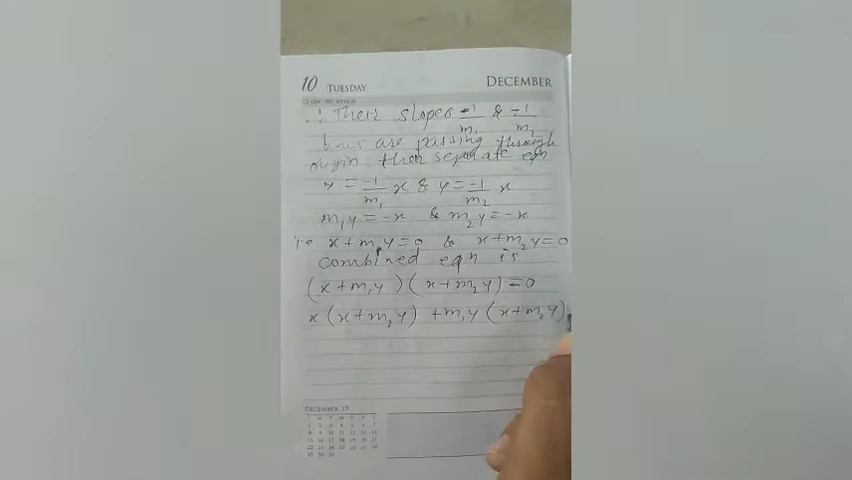 10 TUESDAY DECEMBER
∴ Their slopes -1/m₁ & -1/m₂
lines are passing through
origin their separate eqn
y = -1/m₁ x & y = -1/m₂ x
m₁y = -x & m₂y = -x
i.e x + m₁y = 0 & x + m₂y = 0
combined eqn is
(x + m₁y)(x + m₂y) = 0
x(x + m₂y) + m₁y(x + m₂y)
DECEMBER 19